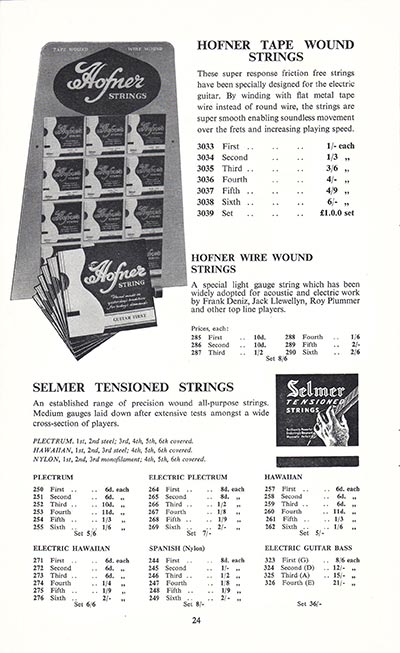 TAPE WOUND WIRE WOUND
Hofner
STRINGS
Hofner
STRING
GUITAR FIRST
HOFNER TAPE WOUND
STRINGS
These super response friction free strings
have been specially designed for the electric
guitar. By winding with flat metal tape
wire instead of round wire, the strings are
super smooth enabling soundless movement
over the frets and increasing playing speed.
3033 First .. .. .. 1/- each
3034 Second .. .. 1/3 „
3035 Third .. .. .. 3/6 „
3036 Fourth .. .. 4/- „
3037 Fifth .. .. .. 4/9 „
3038 Sixth .. .. .. 6/- „
3039 Set .. .. .. £1.0.0 set
HOFNER WIRE WOUND
STRINGS
A special light gauge string which has been
widely adopted for acoustic and electric work
by Frank Deniz, Jack Llewellyn, Roy Plummer
and other top line players.
Prices, each:
285 First .. 10d. 288 Fourth .. 1/6
286 Second .. 10d. 289 Fifth .. 2/-
287 Third .. 1/2 290 Sixth .. 2/6
Set 8/6
SELMER TENSIONED STRINGS
An established range of precision wound all-purpose strings.
Medium gauges laid down after extensive tests amongst a wide
cross-section of players.
PLECTRUM. 1st, 2nd steel; 3rd, 4th, 5th, 6th covered.
HAWAIIAN, 1st, 2nd, 3rd steel; 4th, 5th, 6th covered.
NYLON, 1st, 2nd, 3rd monofilament; 4th, 5th, 6th covered.
Selmer
TENSIONED
STRINGS
PLECTRUM
250 First .. .. 6d. each
251 Second .. 6d. „
252 Third .. .. 10d. „
253 Fourth .. 11d. „
254 Fifth .. .. 1/3 „
255 Sixth .. .. 1/6 „
Set 5/6
ELECTRIC PLECTRUM
264 First .. .. 8d. each
265 Second .. 8d. „
266 Third .. .. 1/2 „
267 Fourth .. 1/8 „
268 Fifth .. .. 1/9 „
269 Sixth .. .. 2/- „
Set 7/-
HAWAIIAN
257 First .. .. 6d. each
258 Second .. 6d. „
259 Third .. .. 6d. „
260 Fourth .. 11d. „
261 Fifth .. .. 1/3 „
262 Sixth .. .. 1/6 „
Set 5/-
ELECTRIC HAWAIIAN
271 First .. .. 6d. each
272 Second .. 6d. „
273 Third .. .. 6d. „
274 Fourth .. 1/4 „
275 Fifth .. .. 1/9 „
276 Sixth .. .. 2/- „
Set 6/6
SPANISH (Nylon)
244 First .. .. 8d. each
245 Second .. 1/- „
246 Third .. .. 1/2 „
247 Fourth .. 1/8 „
248 Fifth .. .. 1/9 „
249 Sixth .. .. 2/- „
Set 8/-
ELECTRIC GUITAR BASS
323 First (G) .. 8/6 each
324 Second (D) .. 12/- „
325 Third (A) .. 15/- „
326 Fourth (E) .. 21/- „
Set 36/-
24